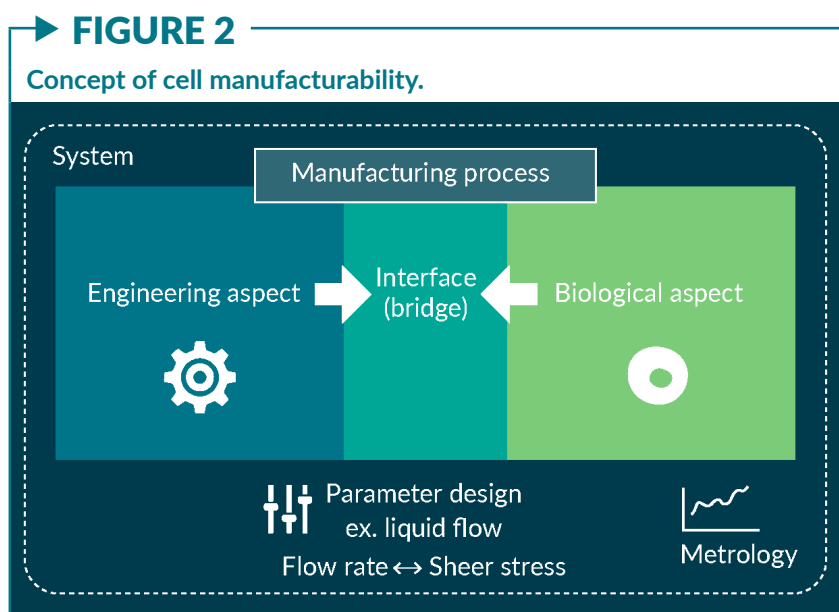 FIGURE 2
Concept of cell manufacturability.
System
Manufacturing process
Engineering aspect
Interface
(bridge)
Biological aspect
Parameter design
ex. liquid flow
Flow rate ↔ Sheer stress
Metrology